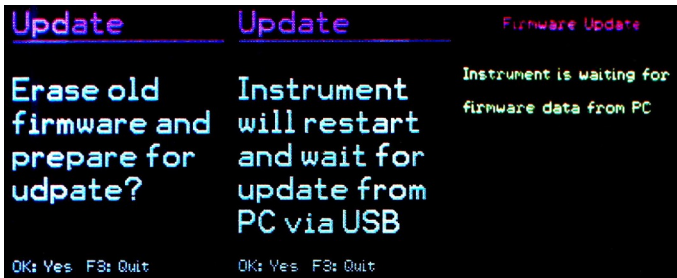 Update
Erase old
firmware and
prepare for
udpate?
OK: Yes F3: Quit
Update
Instrument
will restart
and wait for
update from
PC via USB
OK: Yes F3: Quit
Firmware Update
Instrument is waiting for
firmware data from PC